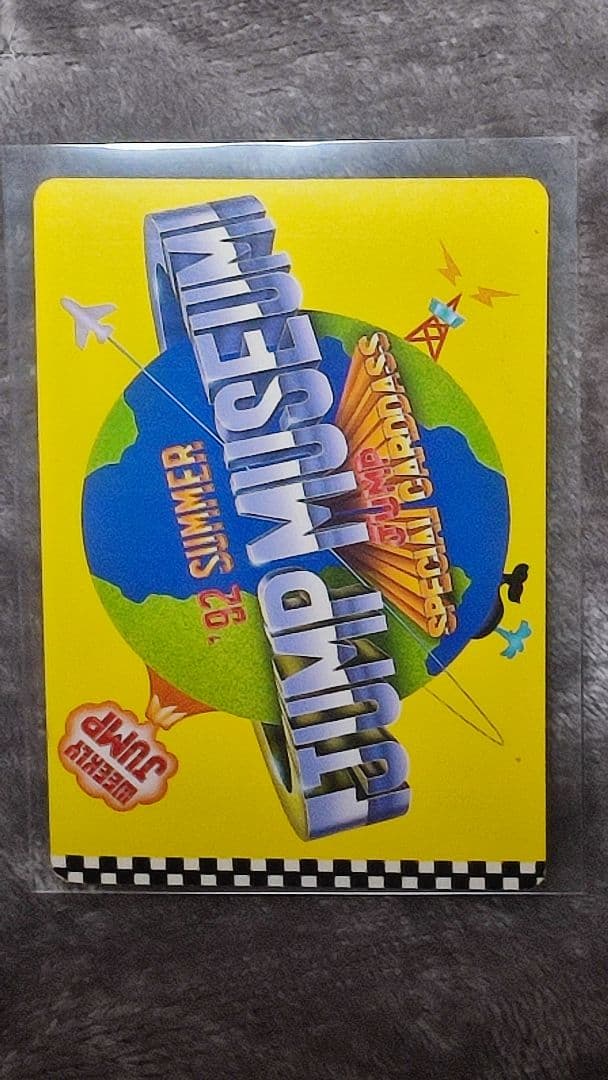 '92 SUMMER
JUMP MUSEUM
JUMP
SPECIAL CARDDASS
WEEKLY
JUMP